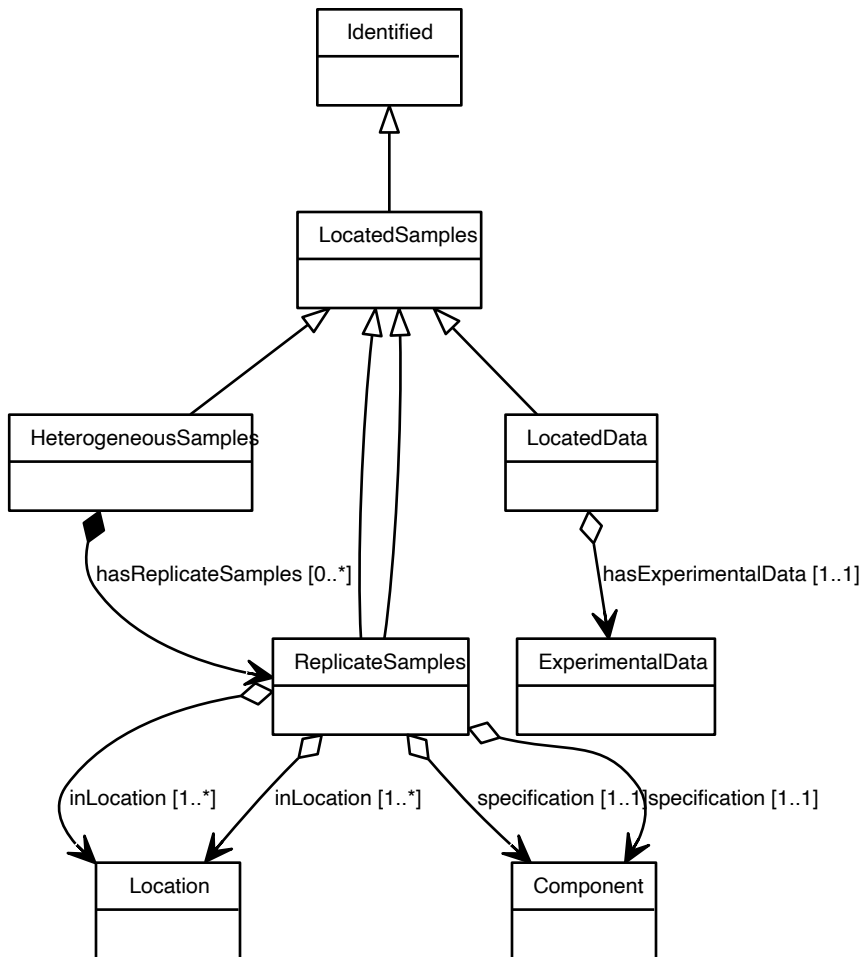 Identified
LocatedSamples
HeterogeneousSamples
LocatedData
hasReplicateSamples [0..*]
hasExperimentalData [1..1]
ReplicateSamples
ExperimentalData
inLocation [1..*]
inLocation [1..*]
specification [1..1]
specification [1..1]
Location
Component